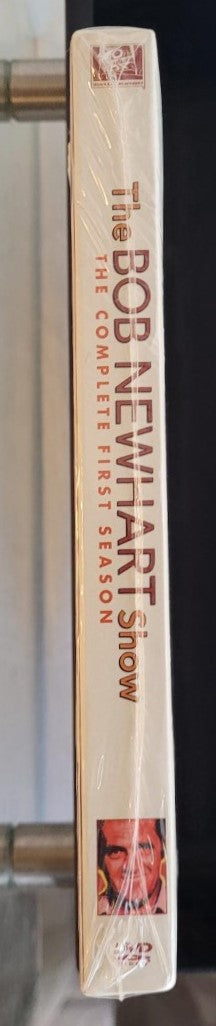 The BOB NEWHART Show
THE COMPLETE FIRST SEASON
DVD